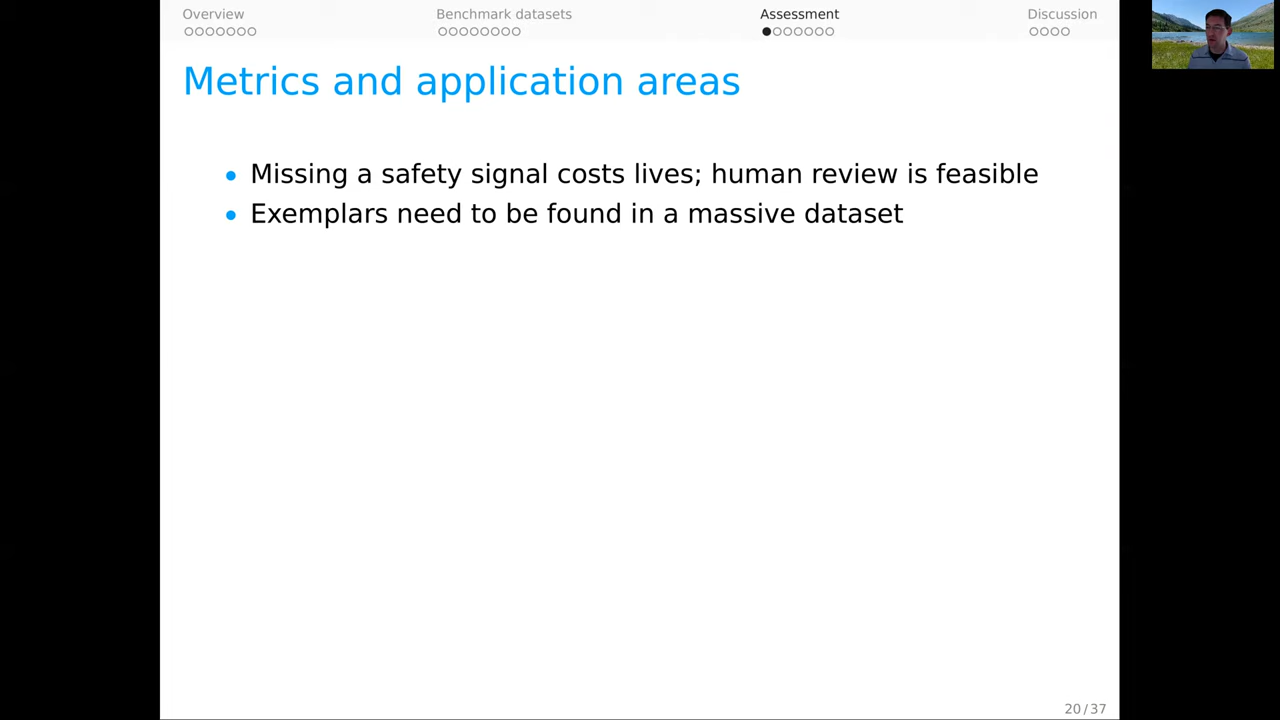 Overview Benchmark datasets Assessment Discussion
Metrics and application areas
Missing a safety signal costs lives; human review is feasible
Exemplars need to be found in a massive dataset
20/37